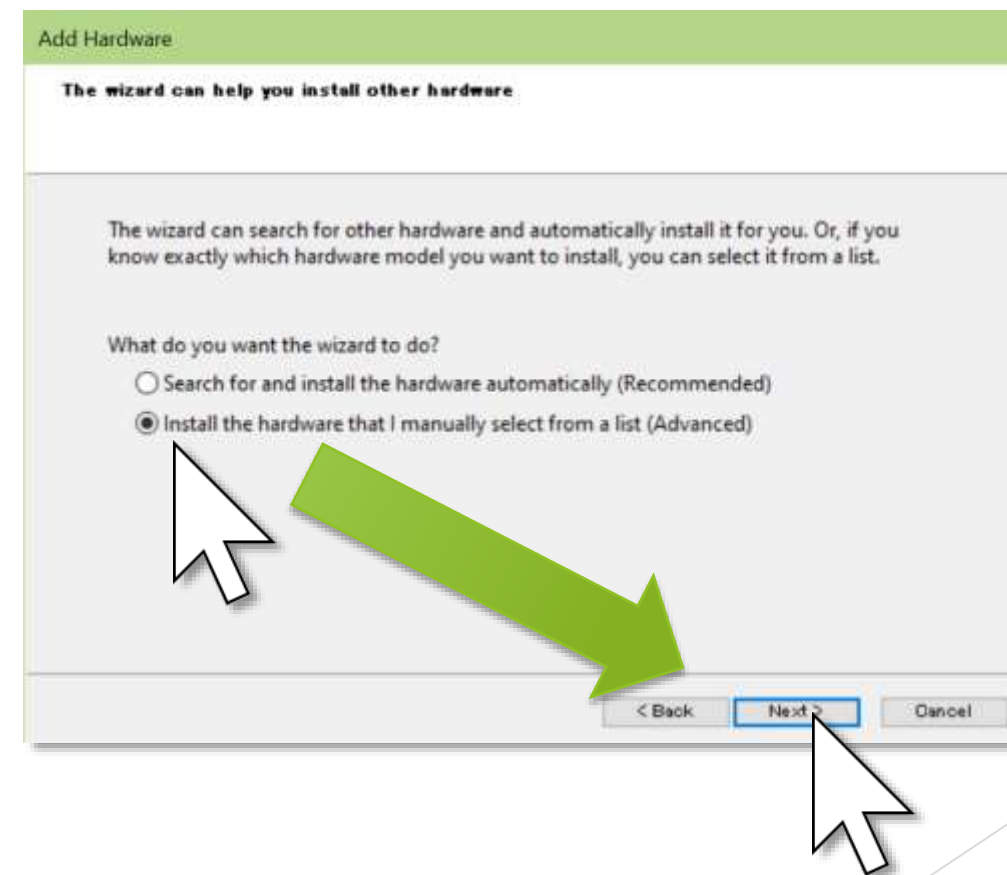 Add Hardware
The wizard can help you install other hardware
The wizard can search for other hardware and automatically install it for you. Or, if you
know exactly which hardware model you want to install, you can select it from a list.
What do you want the wizard to do?
Search for and install the hardware automatically (Recommended)
Install the hardware that I manually select from a list (Advanced)
< Back Next > Cancel